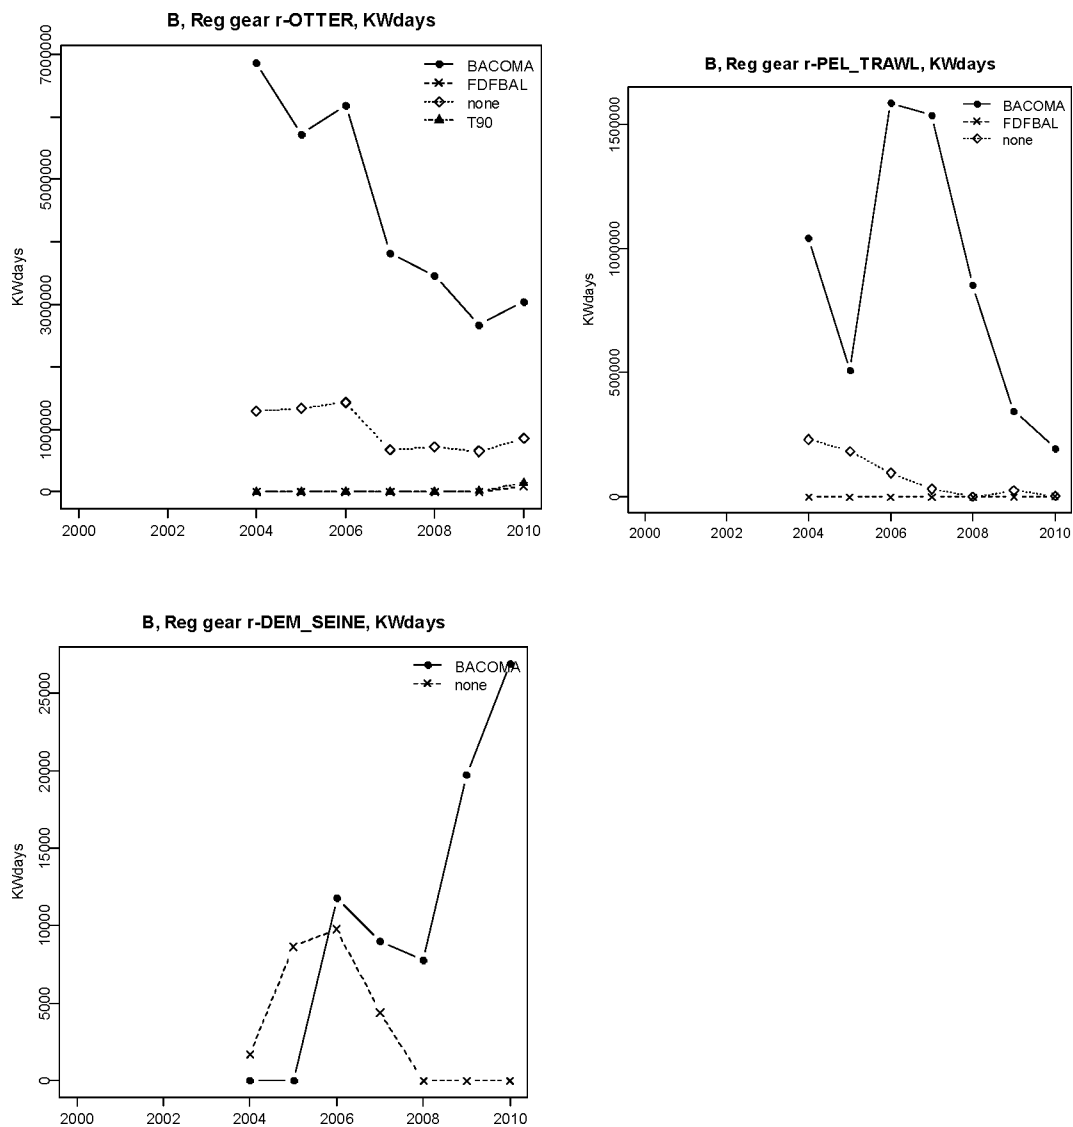 B, Reg gear r-OTTER, KWdays
BACOMA
FDFBAL
none
T90
KWdays
7000000
5000000
3000000
1000000
0
2000 2002 2004 2006 2008 2010
B, Reg gear r-PEL_TRAWL, KWdays
BACOMA
FDFBAL
none
KWdays
1500000
1000000
500000
0
2000 2002 2004 2006 2008 2010
B, Reg gear r-DEM_SEINE, KWdays
BACOMA
none
KWdays
25000
20000
15000
10000
5000
0
2000 2002 2004 2006 2008 2010